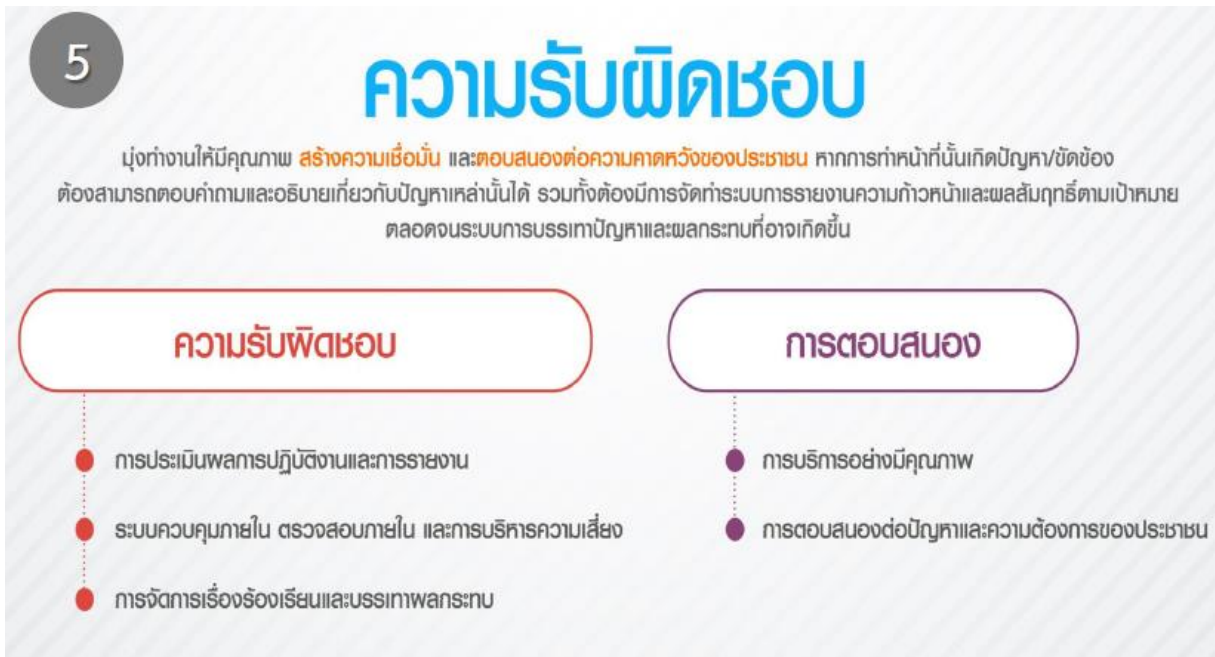 5
ความรับผิดชอบ
มุ่งทำงานให้มีคุณภาพ สร้างความเชื่อมั่น และตอบสนองต่อความคาดหวังของประชาชน หากการทำหน้าที่นั้นเกิดปัญหา/ขัดข้อง
ต้องสามารถตอบคำถามและอธิบายเกี่ยวกับปัญหาเหล่านั้นได้ รวมทั้งต้องมีการจัดทำระบบการรายงานความก้าวหน้าและผลสัมฤทธิ์ตามเป้าหมาย
ตลอดจนระบบการบรรเทาปัญหาและผลกระทบที่อาจเกิดขึ้น
ความรับผิดชอบ
การประเมินผลการปฏิบัติงานและการรายงาน
ระบบควบคุมภายใน ตรวจสอบภายใน และการบริหารความเสี่ยง
การจัดการเรื่องร้องเรียนและบรรเทาผลกระทบ
การตอบสนอง
การบริการอย่างมีคุณภาพ
การตอบสนองต่อปัญหาและความต้องการของประชาชน